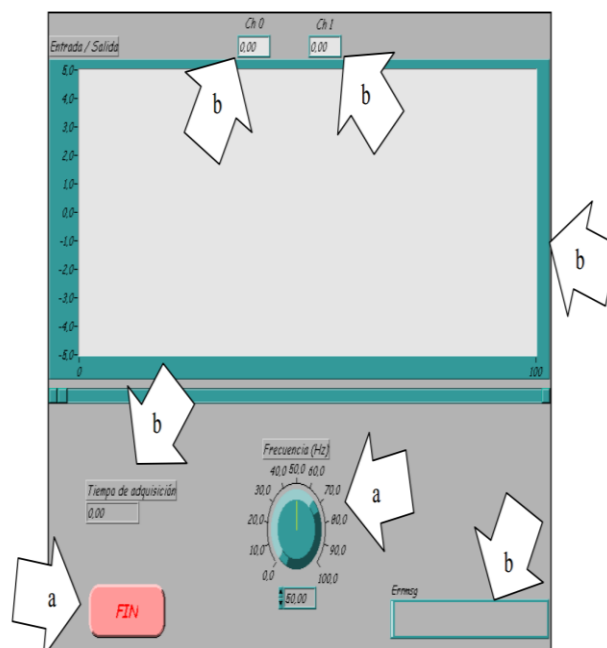 Ch 0
Ch 1
Entrada / Salida
0,00
0,00
b
b
5,0
4,0
3,0
2,0
1,0
0,0
-1,0
-2,0
-3,0
-4,0
-5,0
b
0
100
b
Frecuencia (Hz)
0,0
10,0
20,0
30,0
40,0
50,0
60,0
70,0
80,0
90,0
100,0
50,00
a
Tiempo de adquisición
0,00
b
a
FIN
Errmsg